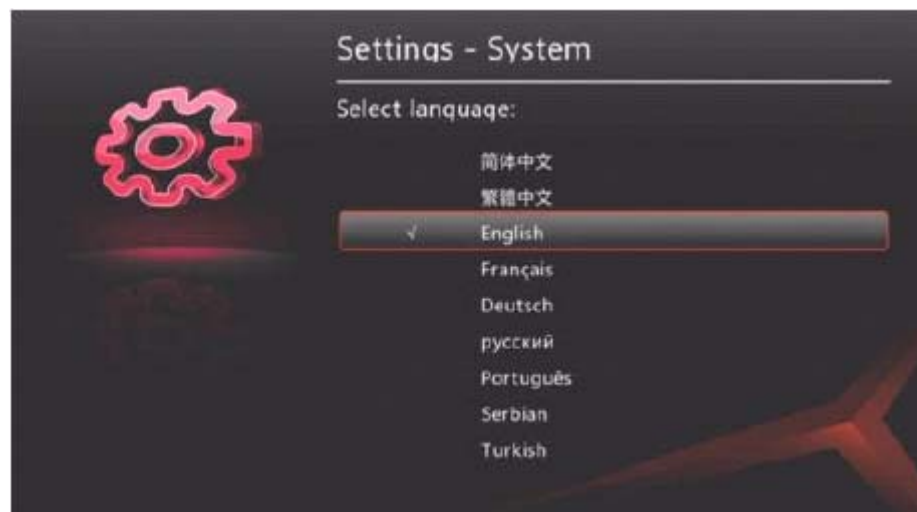 Settings - System
Select language:
简体中文
繁體中文
√ English
Français
Deutsch
русский
Português
Serbian
Turkish